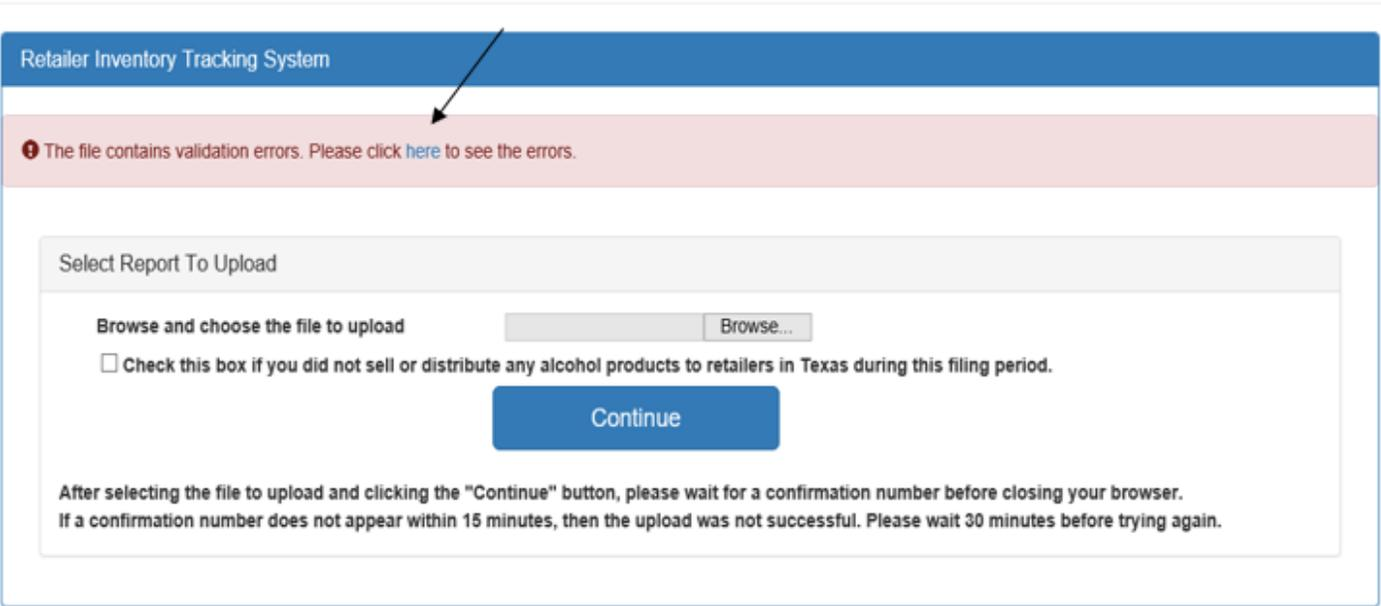 Retailer Inventory Tracking System
The file contains validation errors. Please click here to see the errors.
Select Report To Upload
Browse and choose the file to upload Browse...
Check this box if you did not sell or distribute any alcohol products to retailers in Texas during this filing period.
Continue
After selecting the file to upload and clicking the "Continue" button, please wait for a confirmation number before closing your browser.
If a confirmation number does not appear within 15 minutes, then the upload was not successful. Please wait 30 minutes before trying again.